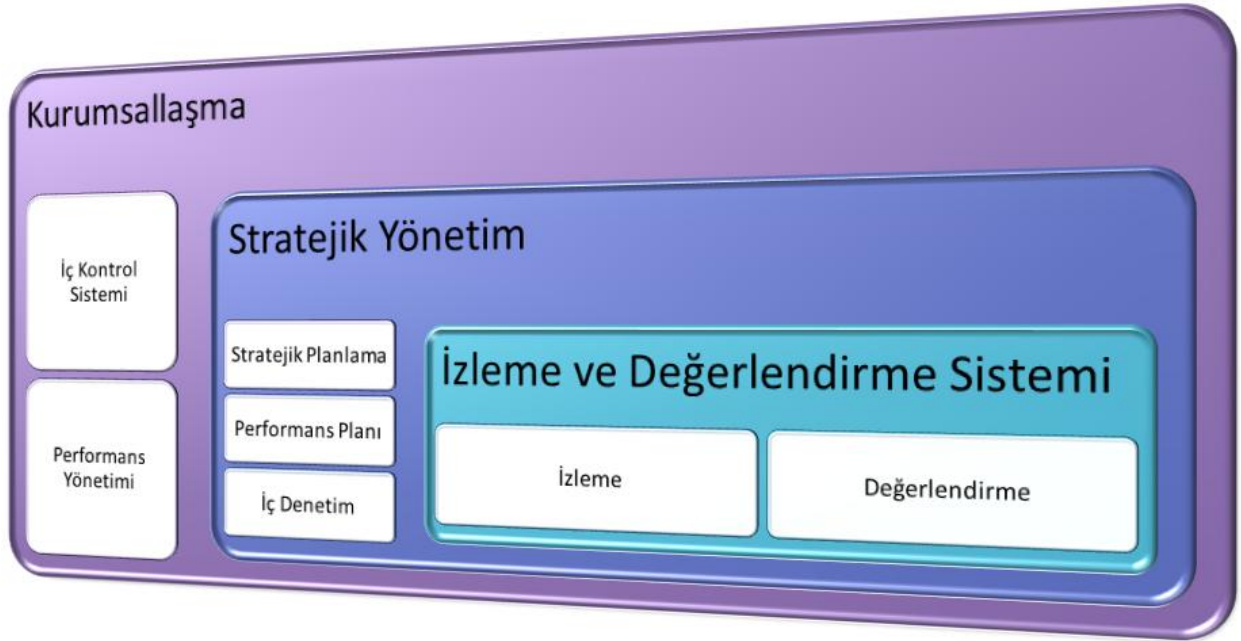 Kurumsallaşma
İç Kontrol
Sistemi
Performans
Yönetimi
Stratejik Yönetim
Stratejik Planlama
Performans Planı
İç Denetim
İzleme ve Değerlendirme Sistemi
İzleme
Değerlendirme